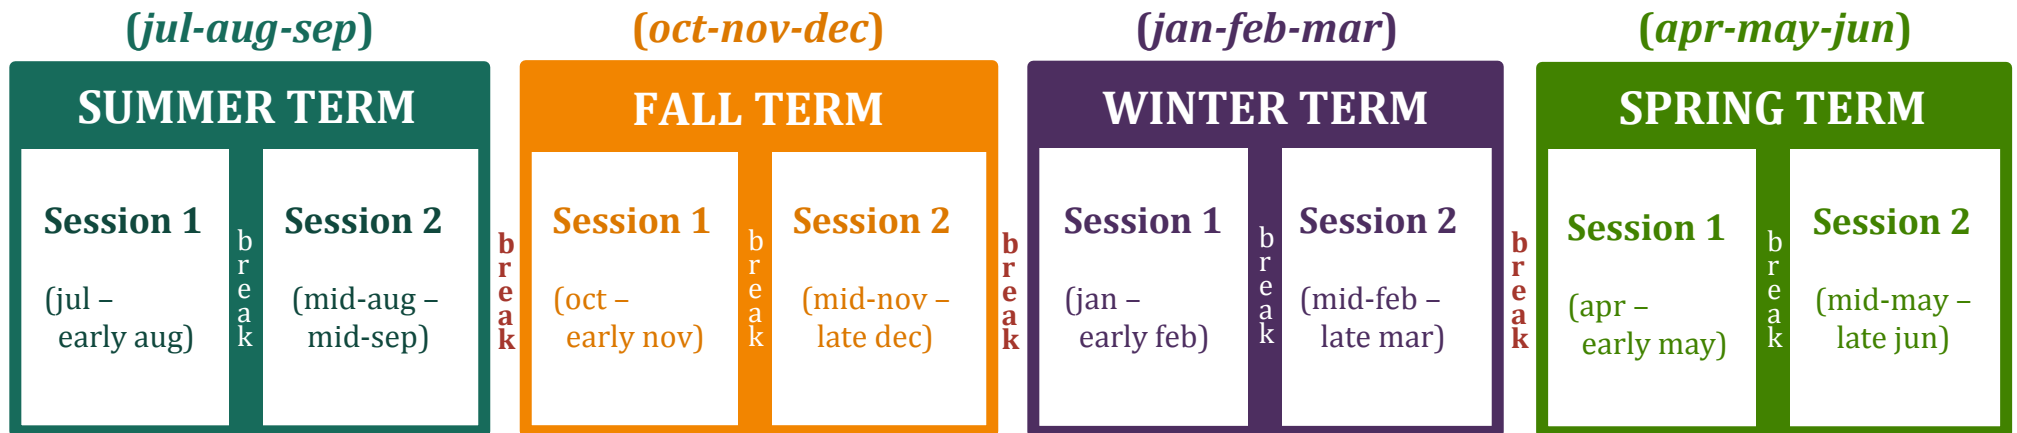 (jul-aug-sep)
SUMMER TERM
Session 1
(jul –
early aug)
break
Session 2
(mid-aug –
mid-sep)
break
(oct-nov-dec)
FALL TERM
Session 1
(oct –
early nov)
break
Session 2
(mid-nov –
late dec)
break
(jan-feb-mar)
WINTER TERM
Session 1
(jan –
early feb)
break
Session 2
(mid-feb –
late mar)
break
(apr-may-jun)
SPRING TERM
Session 1
(apr –
early may)
break
Session 2
(mid-may –
late jun)